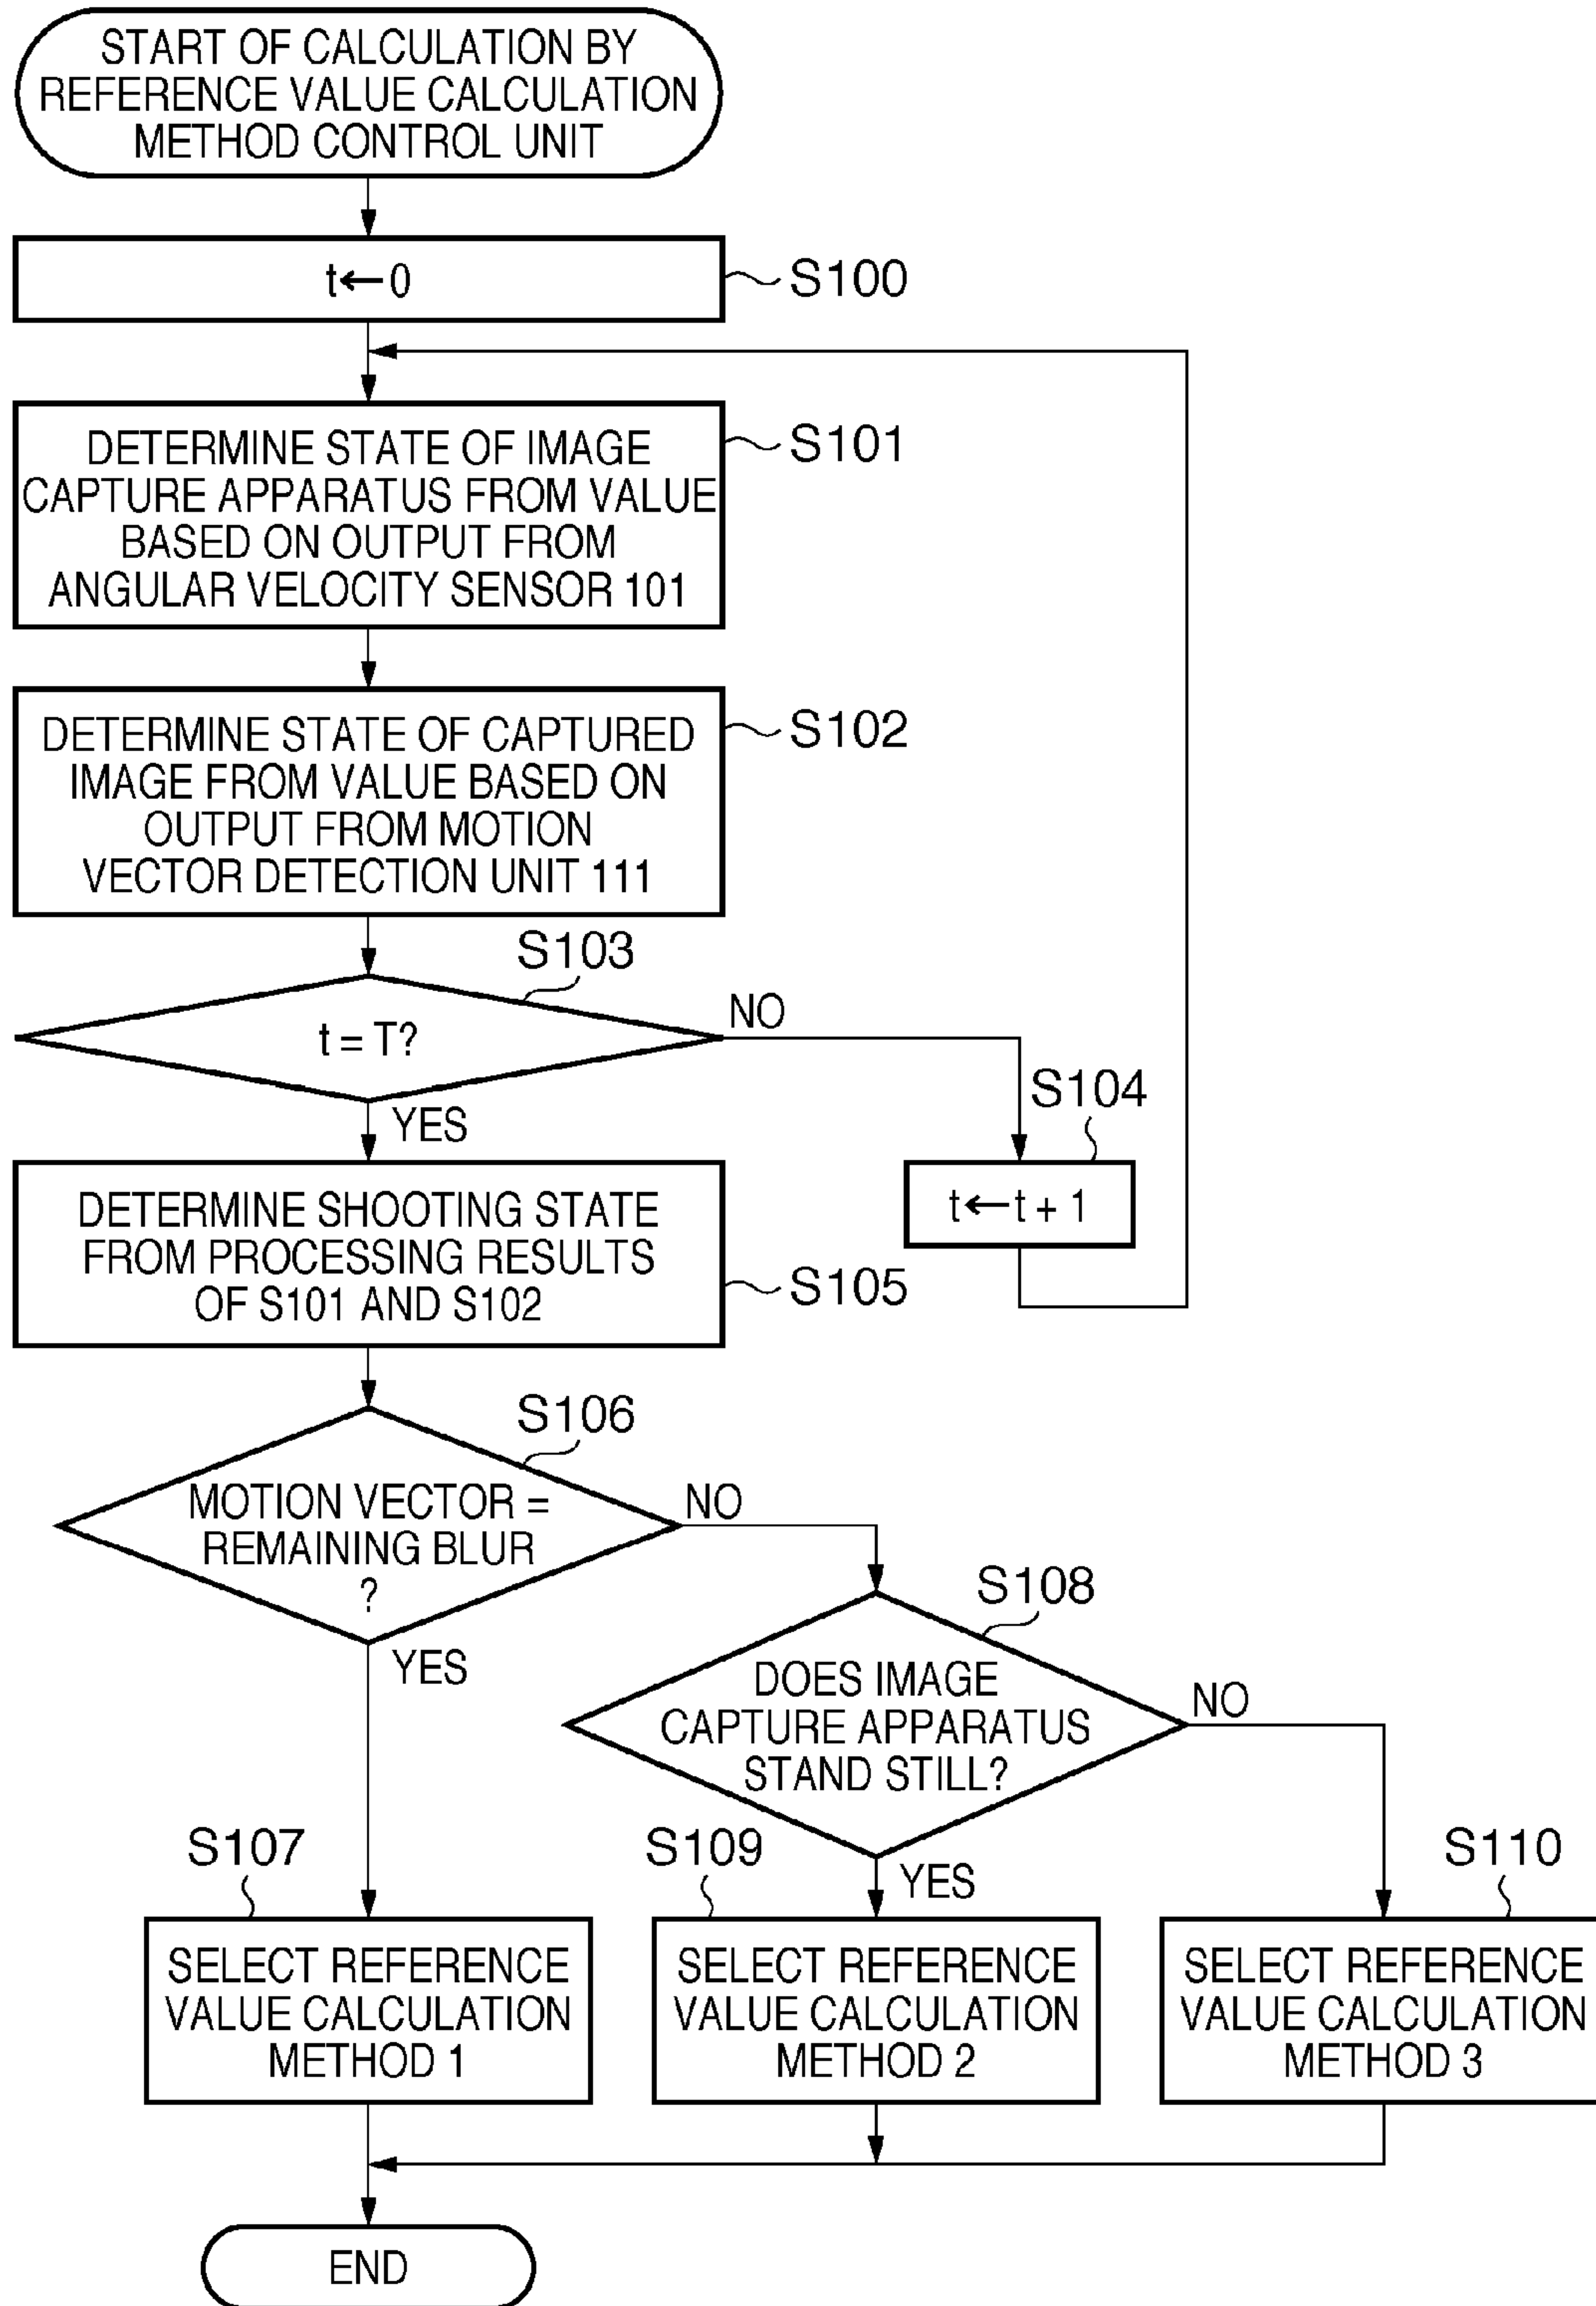 START OF CALCULATION BY
REFERENCE VALUE CALCULATION
METHOD CONTROL UNIT
t←0
S100
DETERMINE STATE OF IMAGE
CAPTURE APPARATUS FROM VALUE
BASED ON OUTPUT FROM
ANGULAR VELOCITY SENSOR 101
S101
DETERMINE STATE OF CAPTURED
IMAGE FROM VALUE BASED ON
OUTPUT FROM MOTION
VECTOR DETECTION UNIT 111
S102
S103
t = T?
NO
YES
S104
t←t + 1
DETERMINE SHOOTING STATE
FROM PROCESSING RESULTS
OF S101 AND S102
S105
S106
MOTION VECTOR =
REMAINING BLUR
?
NO
YES
S108
DOES IMAGE
CAPTURE APPARATUS
STAND STILL?
NO
YES
S107
SELECT REFERENCE
VALUE CALCULATION
METHOD 1
S109
SELECT REFERENCE
VALUE CALCULATION
METHOD 2
S110
SELECT REFERENCE
VALUE CALCULATION
METHOD 3
END